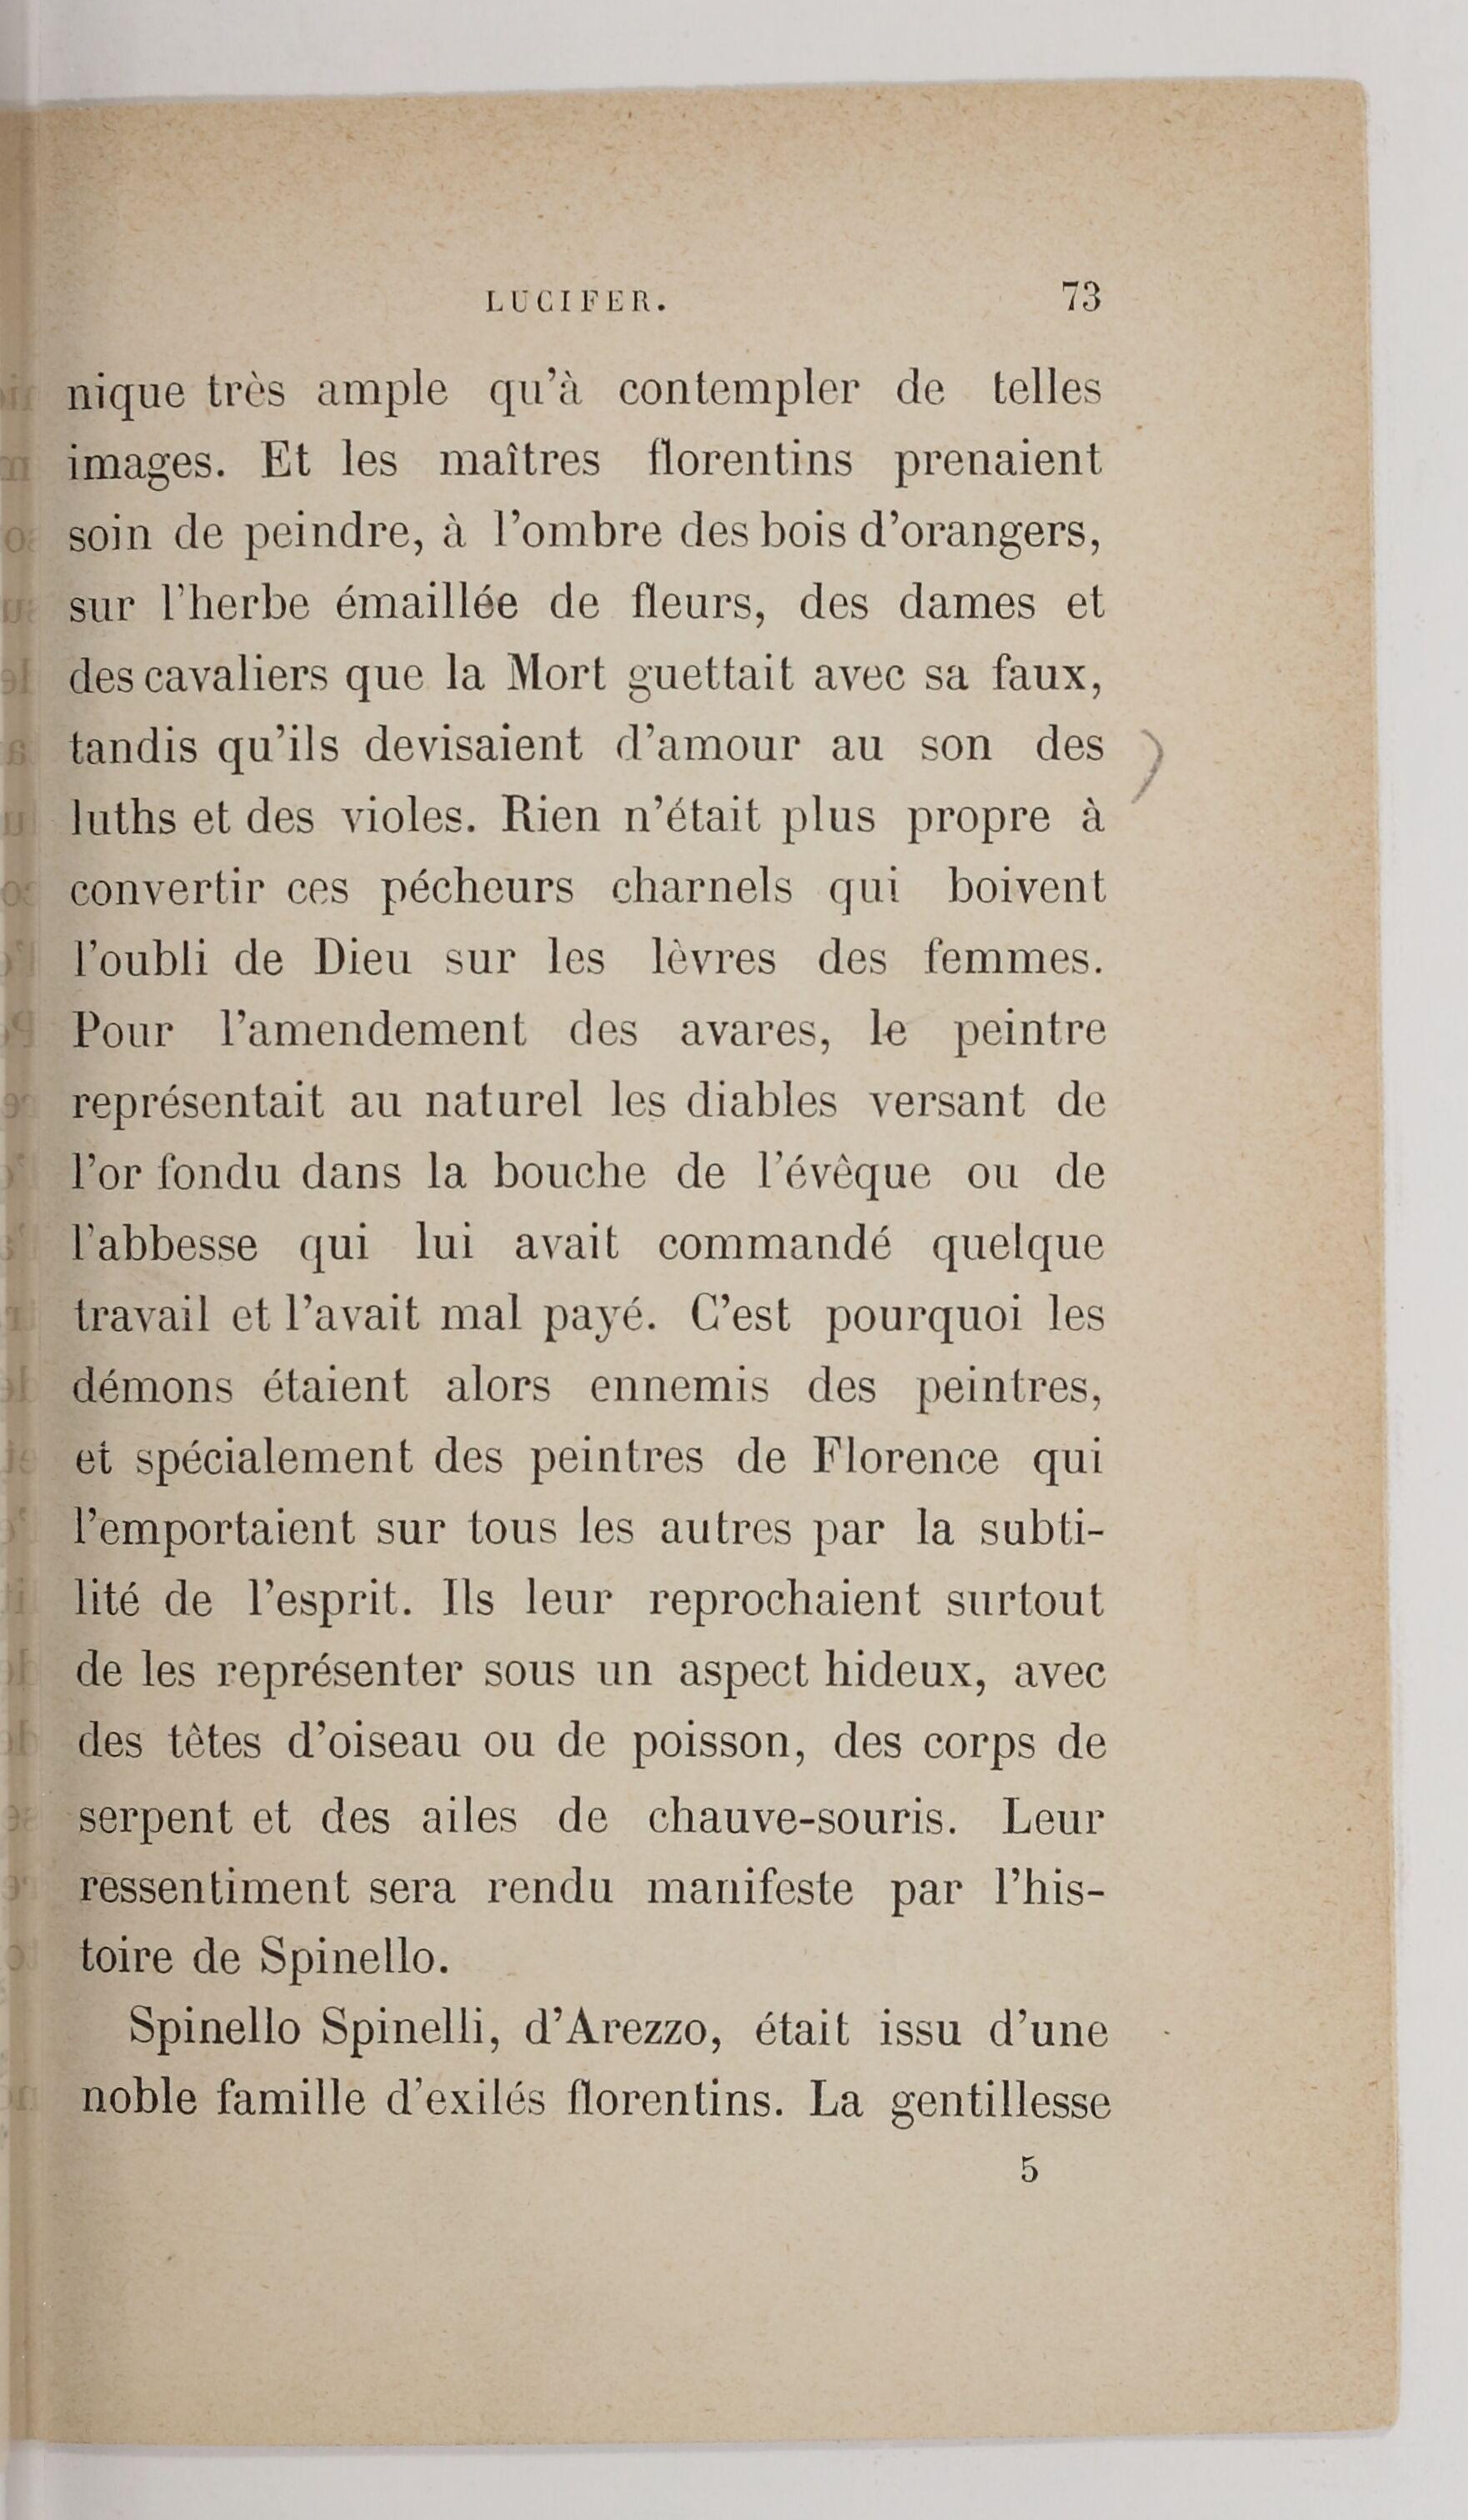 LUCIFER. 73
nique très ample qu’à contempler de telles
images. Et les maîtres florentins prenaient
soin de peindre, à l’ombre des bois d’orangers,
sur l’herbe émaillée de fleurs, des dames et
des cavaliers que la Mort guettait avec sa faux,
tandis qu’ils devisaient d’amour au son des
luths et des violes. Rien n’était plus propre à
convertir ces pécheurs charnels qui boivent
l’oubli de Dieu sur les lèvres des femmes.
Pour l’amendement des avares, le peintre
représentait au naturel les diables versant de
l’or fondu dans la bouche de l’évêque ou de
l’abbesse qui lui avait commandé quelque
travail et l’avait mal payé. C’est pourquoi les
démons étaient alors ennemis des peintres,
et spécialement des peintres de Florence qui
l’emportaient sur tous les autres par la subti-
lité de l’esprit. Ils leur reprochaient surtout
de les représenter sous un aspect hideux, avec
des têtes d’oiseau ou de poisson, des corps de
serpent et des ailes de chauve-souris. Leur
ressentiment sera rendu manifeste par l’his-
toire de Spinello.
Spinello Spinelli, d’Arezzo, était issu d’une
noble famille d’exilés florentins. La gentillesse
5